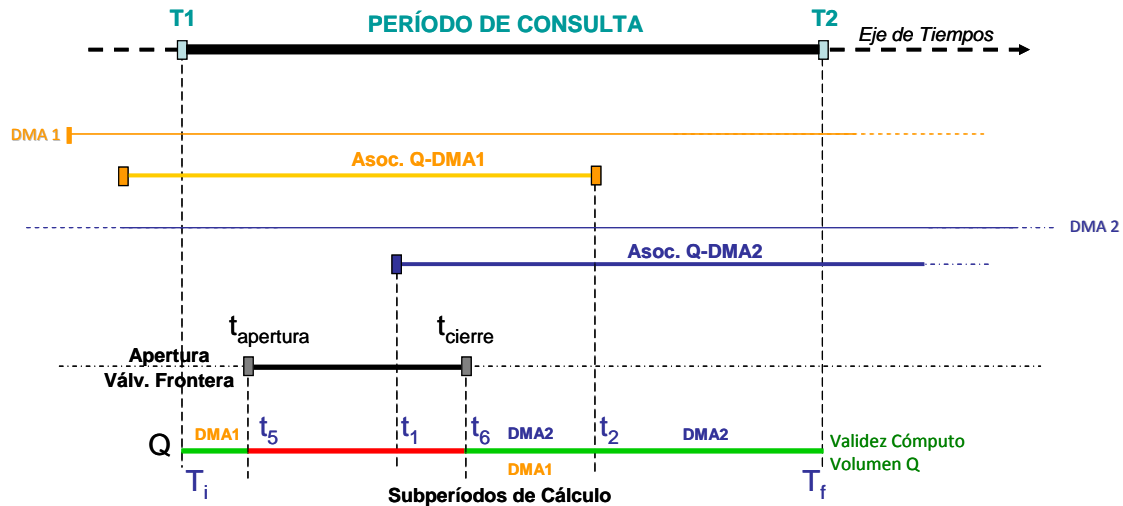 T1
T2
PERÍODO DE CONSULTA
Eje de Tiempos
DMA 1
Asoc. Q-DMA1
DMA 2
Asoc. Q-DMA2
tapertura
tcierre
Apertura
Válv. Frontera
Q
DMA1
t5
t1
t6
DMA2
t2
DMA2
Validez Cómputo
Volumen Q
Ti
DMA1
Tf
Subperíodos de Cálculo